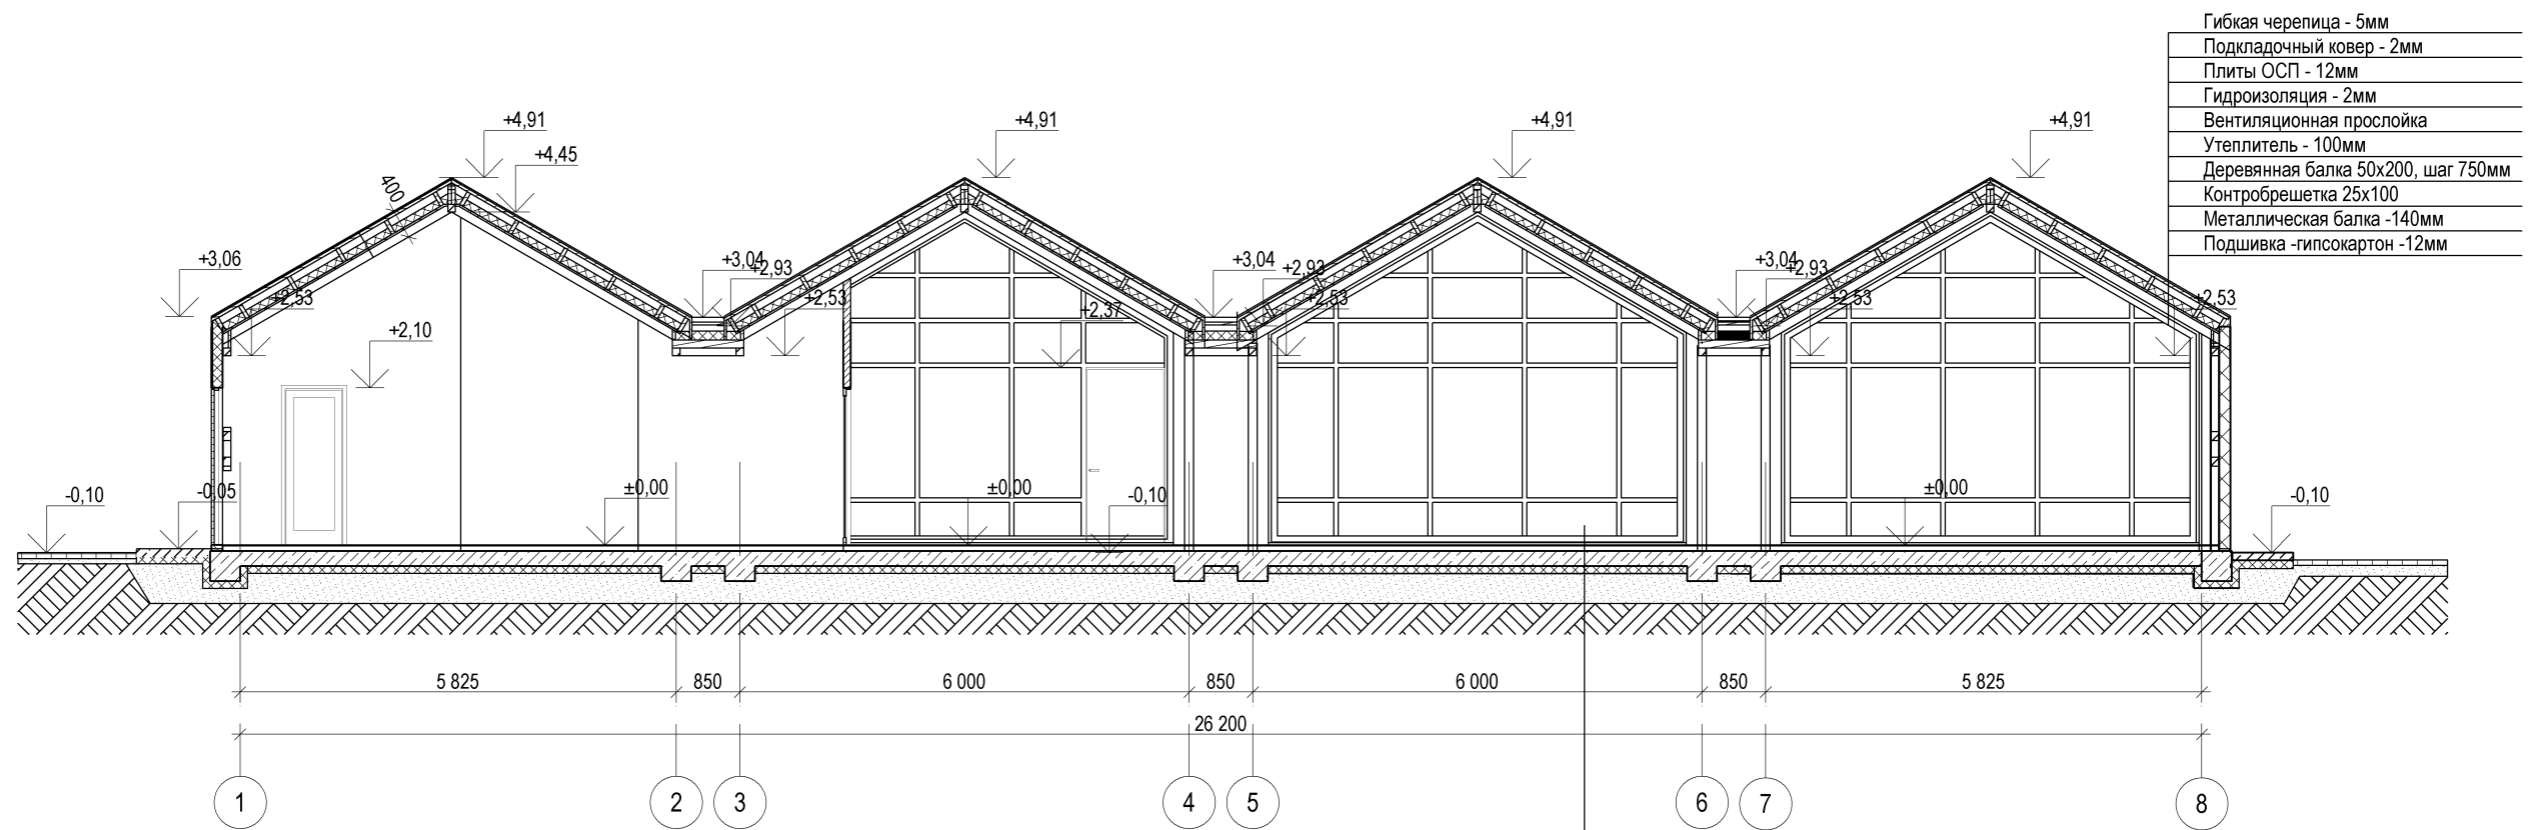 Гибкая черепица - 5мм
Подкладочный ковер - 2мм
Плиты ОСП - 12мм
Гидроизоляция - 2мм
Вентиляционная прослойка
Утеплитель - 100мм
Деревянная балка 50х200, шаг 750мм
Контробрешетка 25х100
Металлическая балка -140мм
Подшивка -гипсокартон -12мм
+4,91 +4,91 +4,91 +4,91
+4,45
400
+3,06 +3,04 +2,93 +3,04 +2,93 +3,04 +2,93
+2,53 +2,53 +2,53 +2,53 +2,53
+2,10 +2,37
-0,10 -0,05 ±0,00 ±0,00 -0,10 ±0,00 -0,10
5 825 850 6 000 850 6 000 850 5 825
26 200
1 2 3 4 5 6 7 8